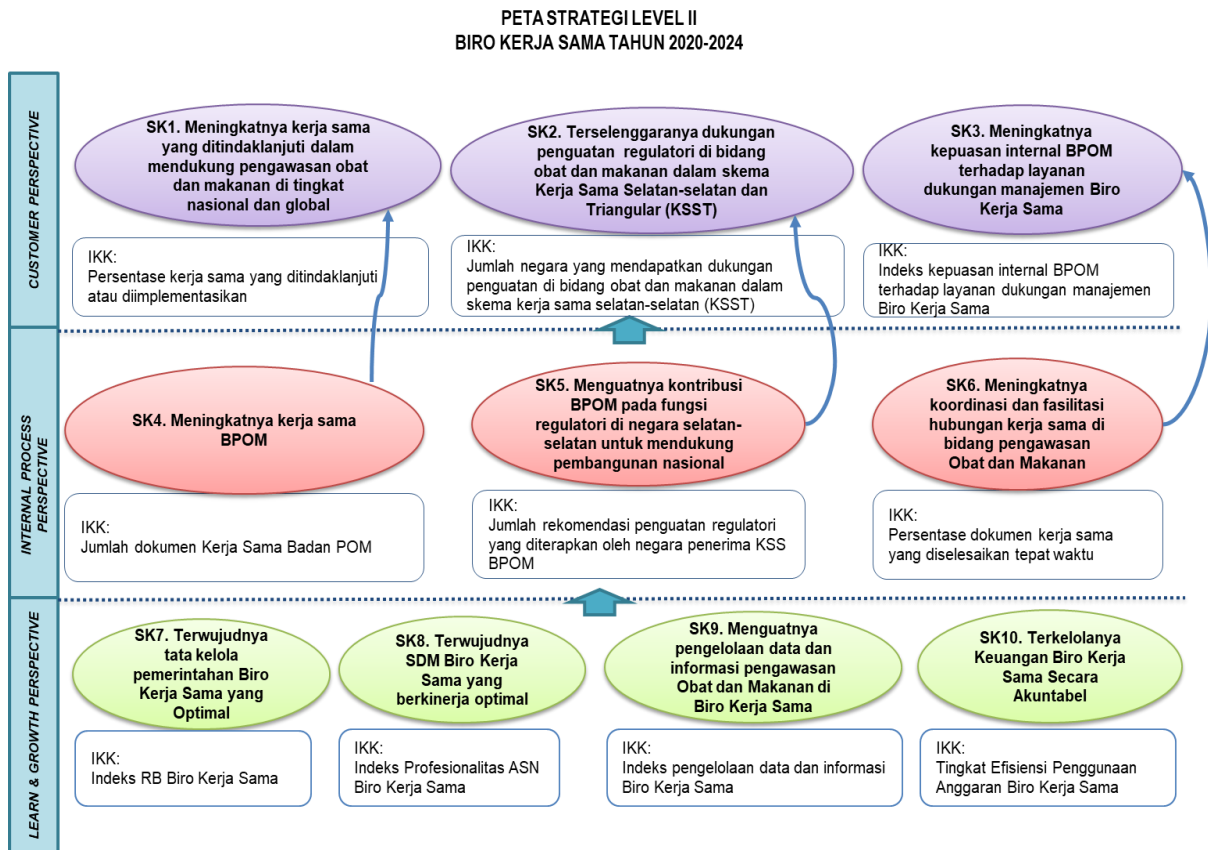 PETA STRATEGI LEVEL II
BIRO KERJA SAMA TAHUN 2020-2024
CUSTOMER PERSPECTIVE
SK1. Meningkatnya kerja sama
yang ditindaklanjuti dalam
mendukung pengawasan obat
dan makanan di tingkat
nasional dan global
SK2. Terselenggaranya dukungan
penguatan regulatori di bidang
obat dan makanan dalam skema
Kerja Sama Selatan-selatan dan
Triangular (KSST)
SK3. Meningkatnya
kepuasan internal BPOM
terhadap layanan
dukungan manajemen Biro
Kerja Sama
IKK:
Persentase kerja sama yang ditindaklanjuti
atau diimplementasikan
IKK:
Jumlah negara yang mendapatkan dukungan
penguatan di bidang obat dan makanan dalam
skema kerja sama selatan-selatan (KSST)
IKK:
Indeks kepuasan internal BPOM
terhadap layanan dukungan manajemen
Biro Kerja Sama
INTERNAL PROCESS
PERSPECTIVE
SK4. Meningkatnya kerja sama
BPOM
SK5. Menguatnya kontribusi
BPOM pada fungsi
regulatori di negara selatan-
selatan untuk mendukung
pembangunan nasional
SK6. Meningkatnya
koordinasi dan fasilitasi
hubungan kerja sama di
bidang pengawasan
Obat dan Makanan
IKK:
Jumlah dokumen Kerja Sama Badan POM
IKK:
Jumlah rekomendasi penguatan regulatori
yang diterapkan oleh negara penerima KSS
BPOM
IKK:
Persentase dokumen kerja sama
yang diselesaikan tepat waktu
LEARN & GROWTH PERSPECTIVE
SK7. Terwujudnya
tata kelola
pemerintahan Biro
Kerja Sama yang
Optimal
SK8. Terwujudnya
SDM Biro Kerja
Sama yang
berkinerja optimal
SK9. Menguatnya
pengelolaan data dan
informasi pengawasan
Obat dan Makanan di
Biro Kerja Sama
SK10. Terkelolanya
Keuangan Biro Kerja
Sama Secara
Akuntabel
IKK:
Indeks RB Biro Kerja Sama
IKK:
Indeks Profesionalitas ASN
Biro Kerja Sama
IKK:
Indeks pengelolaan data dan informasi
Biro Kerja Sama
IKK:
Tingkat Efisiensi Penggunaan
Anggaran Biro Kerja Sama